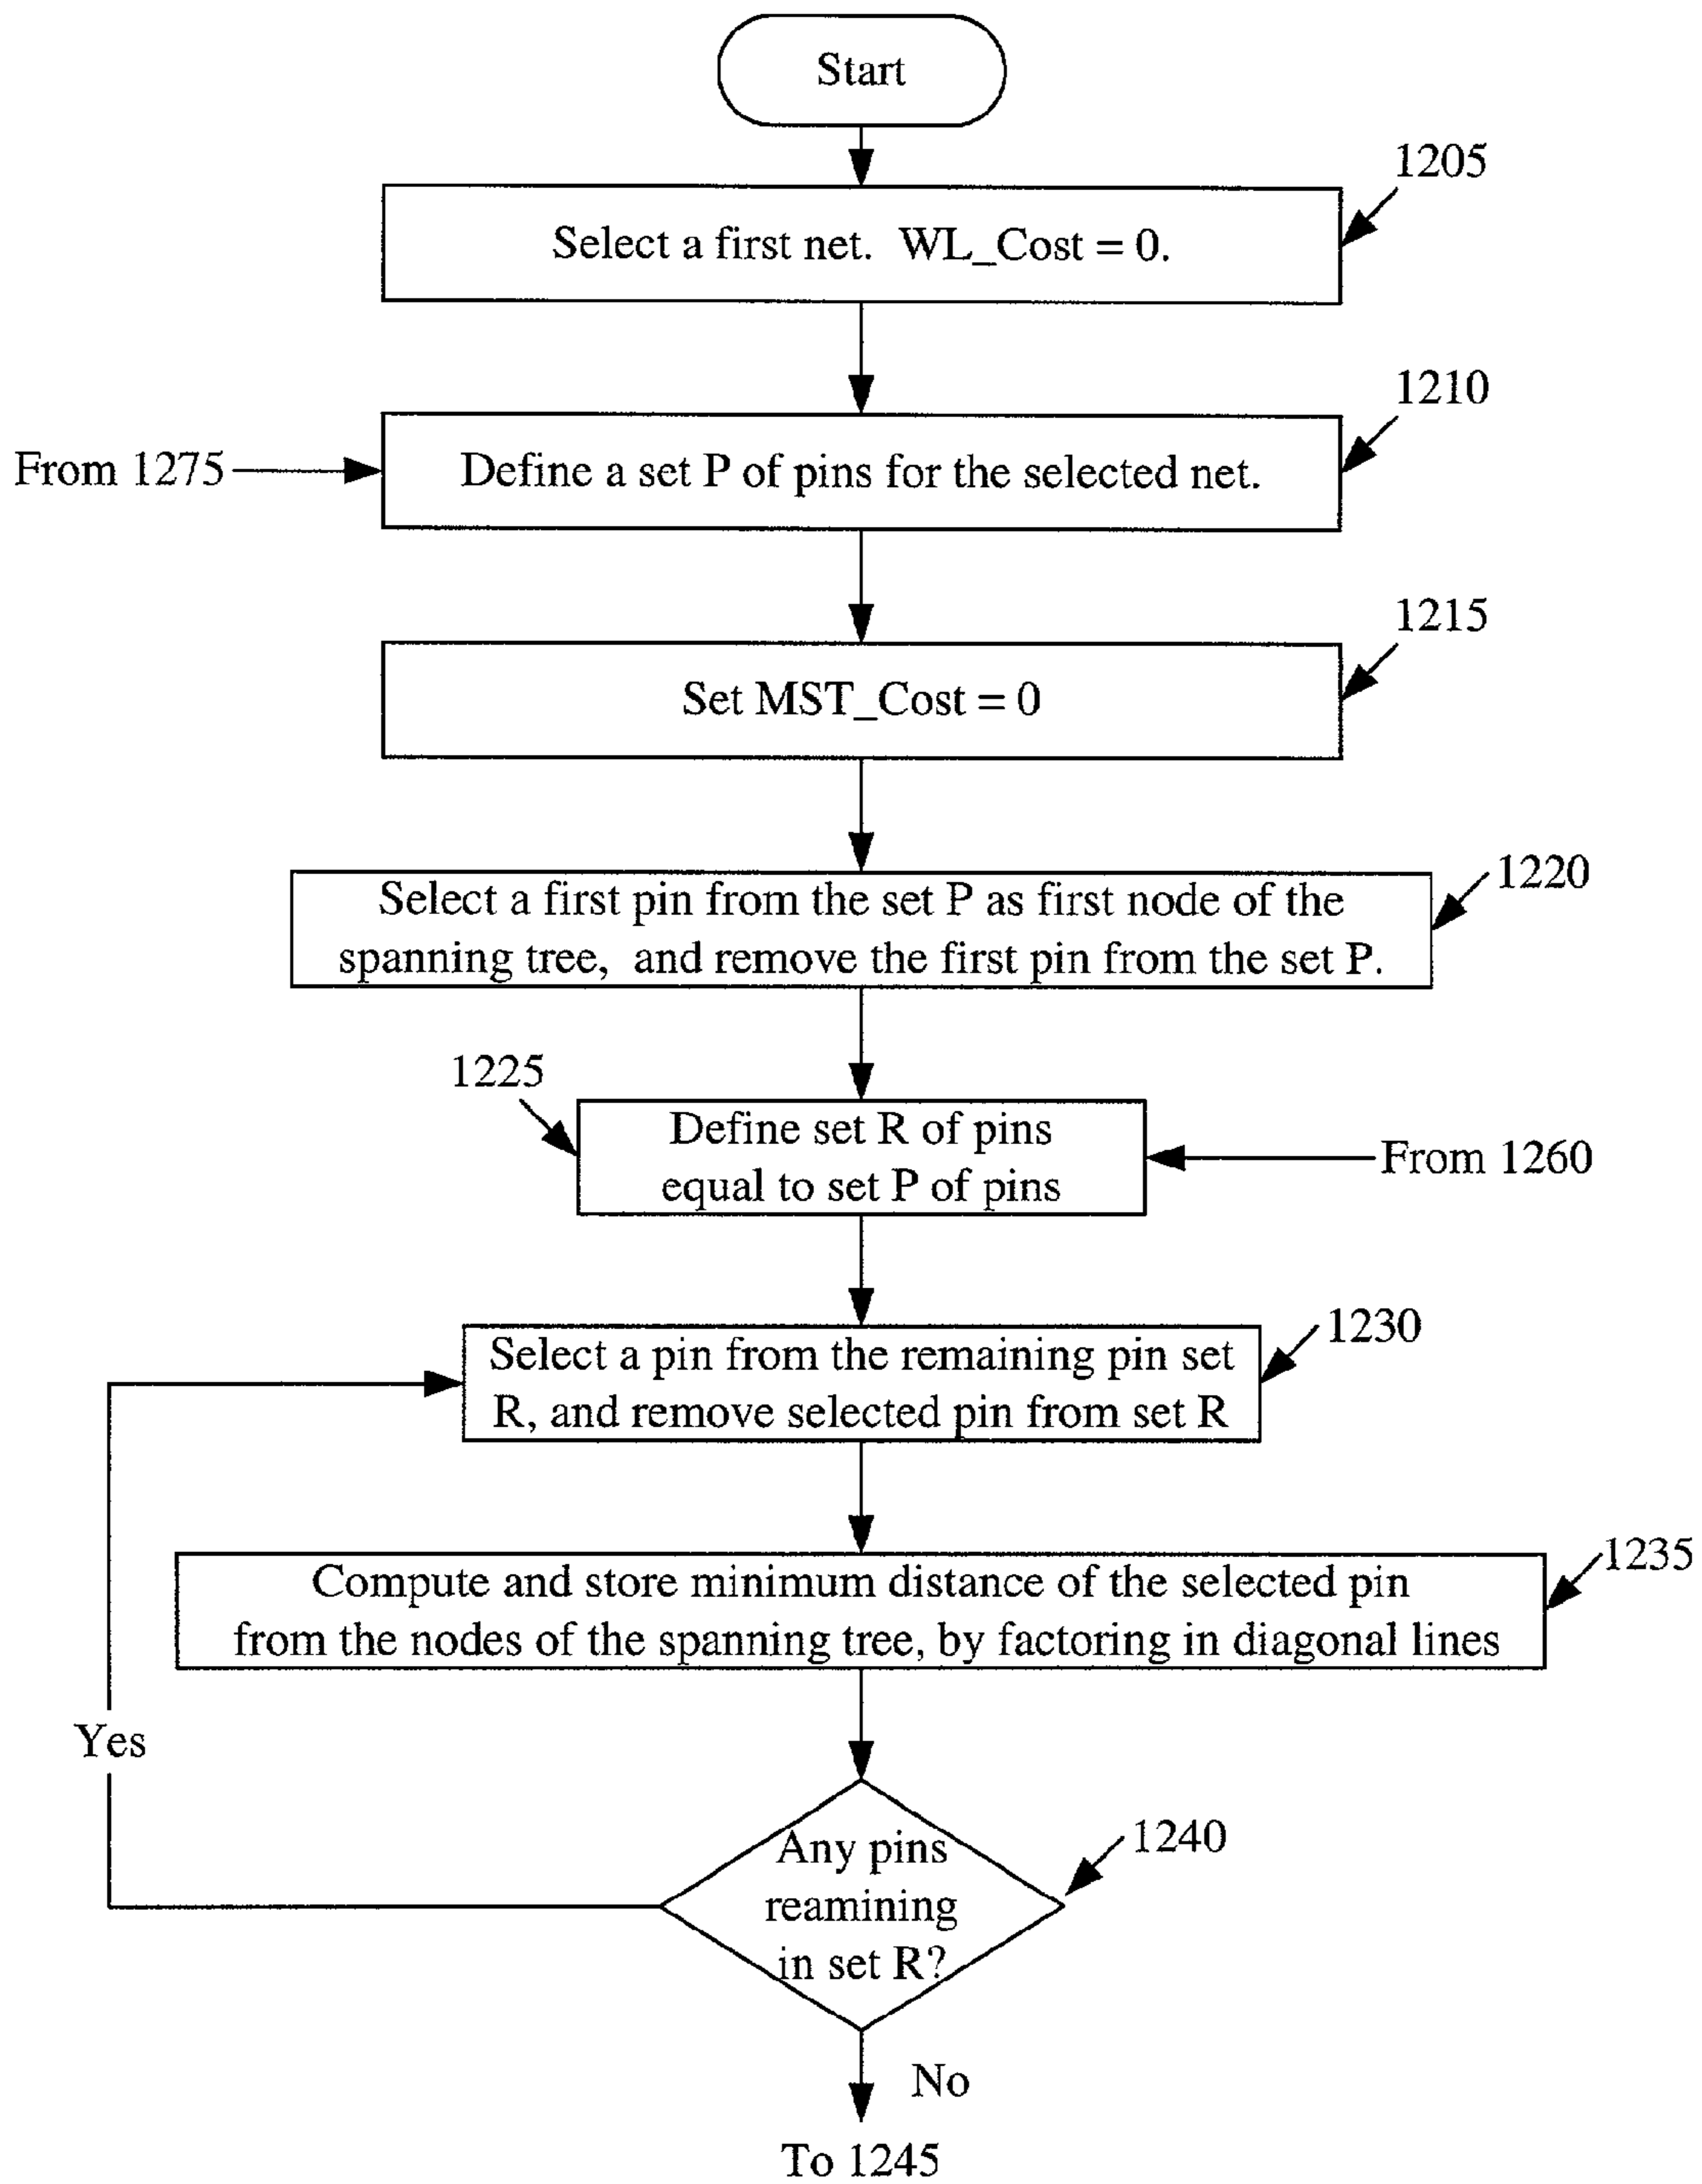 Start
1205
Select a first net. WL_Cost = 0.
1210
From 1275
Define a set P of pins for the selected net.
1215
Set MST_Cost = 0
1220
Select a first pin from the set P as first node of the
spanning tree, and remove the first pin from the set P.
1225
Define set R of pins
equal to set P of pins
From 1260
1230
Select a pin from the remaining pin set
R, and remove selected pin from set R
1235
Compute and store minimum distance of the selected pin
from the nodes of the spanning tree, by factoring in diagonal lines
Yes
1240
Any pins
reamining
in set R?
No
To 1245